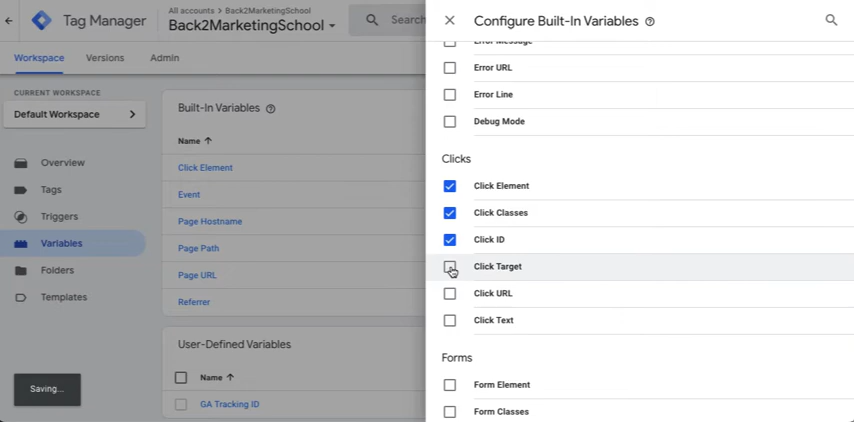 Tag Manager
All accounts > Back2MarketingSchool
Back2MarketingSchool
Search
Workspace
Versions
Admin
CURRENT WORKSPACE
Default Workspace
Overview
Tags
Triggers
Variables
Folders
Templates
Saving...
Built-In Variables
Name
Click Element
Event
Page Hostname
Page Path
Page URL
Referrer
User-Defined Variables
Name
GA Tracking ID
Configure Built-In Variables
Error Message
Error URL
Error Line
Debug Mode
Clicks
Click Element
Click Classes
Click ID
Click Target
Click URL
Click Text
Forms
Form Element
Form Classes